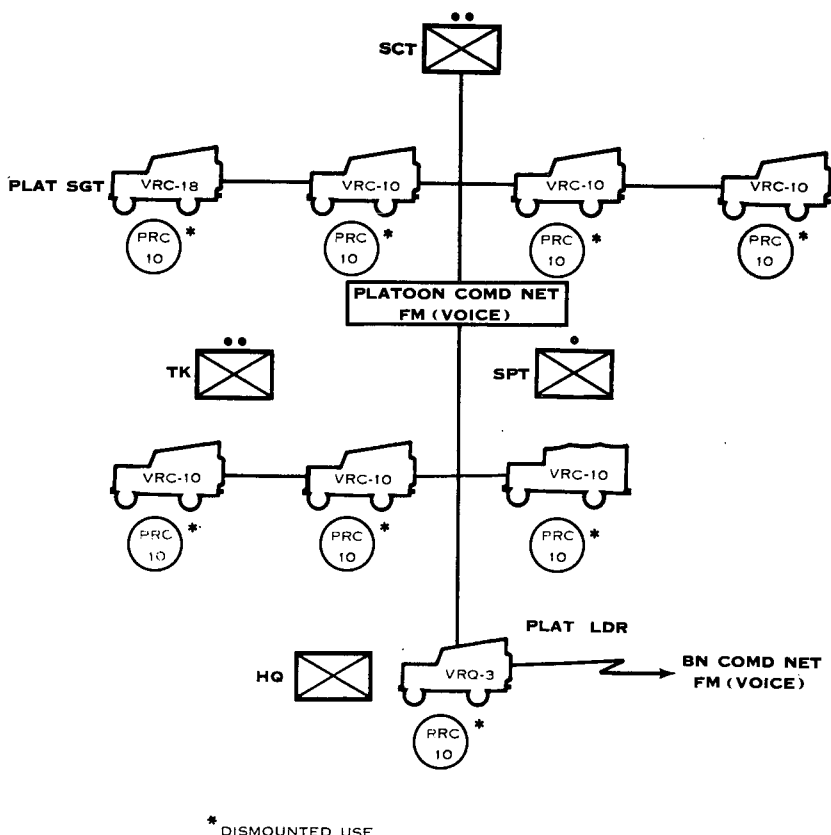 SCT
PLAT SGT
VRC-18
VRC-10
VRC-10
VRC-10
PRC
10
*
PRC
10
*
PRC
10
*
PRC
10
*
PLATOON COMD NET
FM (VOICE)
TK
SPT
VRC-10
VRC-10
VRC-10
PRC
10
*
PRC
10
*
PRC
10
*
PLAT LDR
HQ
VRQ-3
BN COMD NET
FM (VOICE)
PRC
10
*
* DISMOUNTED USE